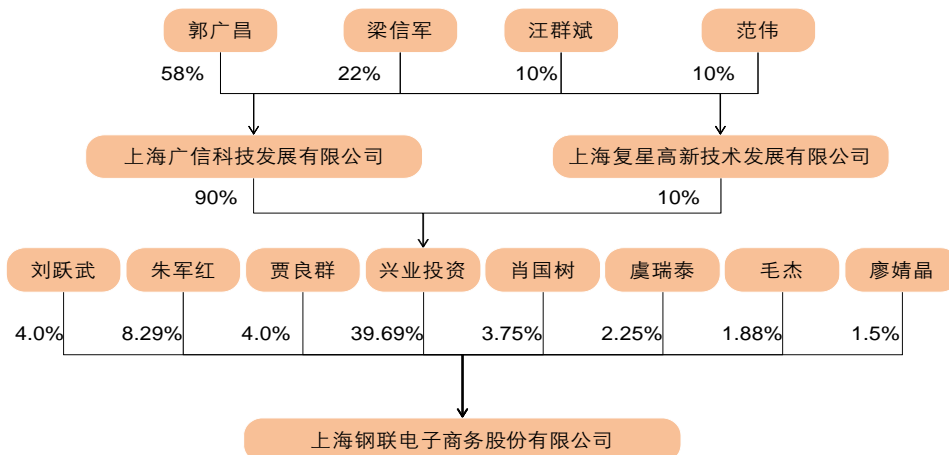 郭广昌 梁信军 汪群斌 范伟
58% 22% 10% 10%
上海广信科技发展有限公司 上海复星高新技术发展有限公司
90% 10%
刘跃武 朱军红 贾良群 兴业投资 肖国树 虞瑞泰 毛杰 廖婧晶
4.0% 8.29% 4.0% 39.69% 3.75% 2.25% 1.88% 1.5%
上海钢联电子商务股份有限公司